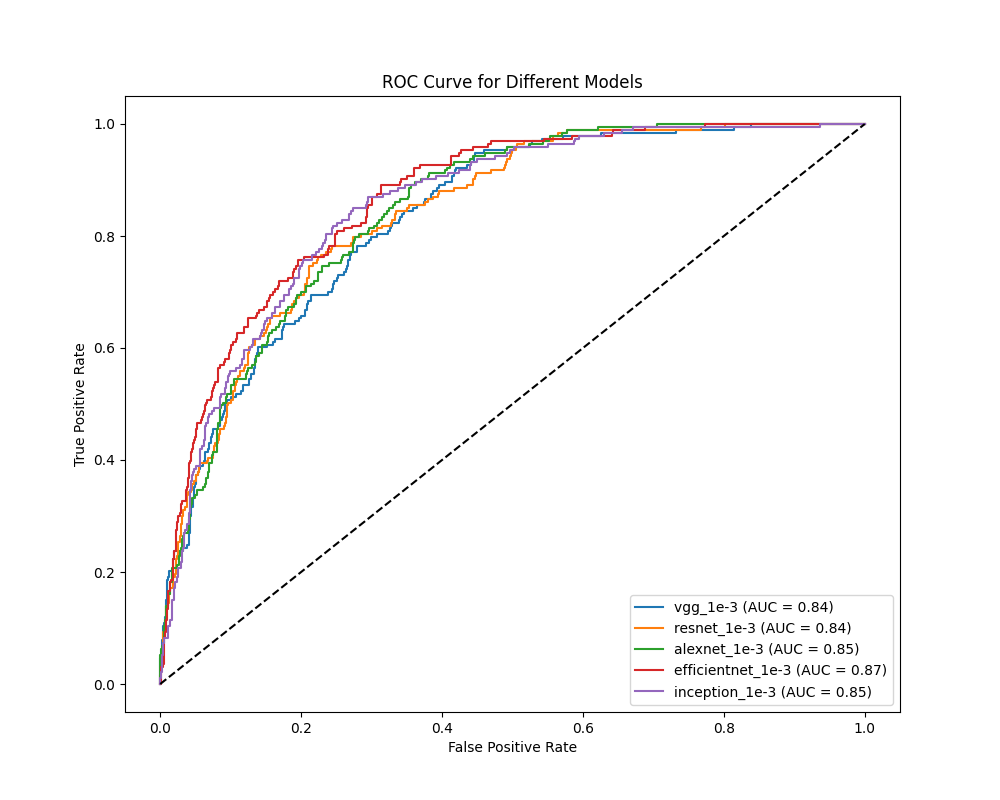 ROC Curve for Different Models
1.0
0.8
0.6
0.4
0.2
0.0
True Positive Rate
0.0 0.2 0.4 0.6 0.8 1.0
False Positive Rate
vgg_1e-3 (AUC = 0.84)
resnet_1e-3 (AUC = 0.84)
alexnet_1e-3 (AUC = 0.85)
efficientnet_1e-3 (AUC = 0.87)
inception_1e-3 (AUC = 0.85)